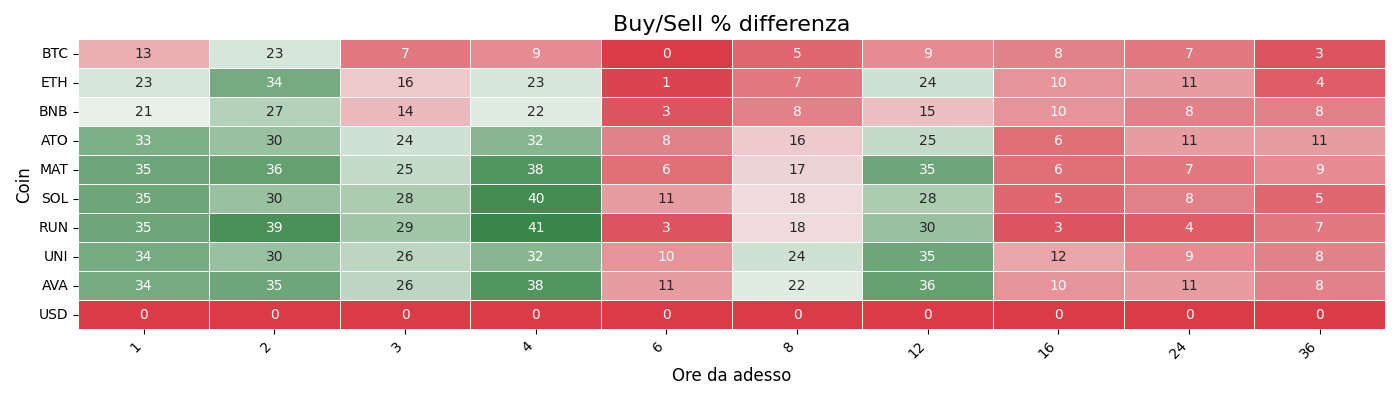 Buy/Sell % differenza
Coin
BTC 13 23 7 9 0 5 9 8 7 3
ETH 23 34 16 23 1 7 24 10 11 4
BNB 21 27 14 22 3 8 15 10 8 8
ATO 33 30 24 32 8 16 25 6 11 11
MAT 35 36 25 38 6 17 35 6 7 9
SOL 35 30 28 40 11 18 28 5 8 5
RUN 35 39 29 41 3 18 30 3 4 7
UNI 34 30 26 32 10 24 35 12 9 8
AVA 34 35 26 38 11 22 36 10 11 8
USD 0 0 0 0 0 0 0 0 0 0
1 2 3 4 6 8 12 16 24 36
Ore da adesso